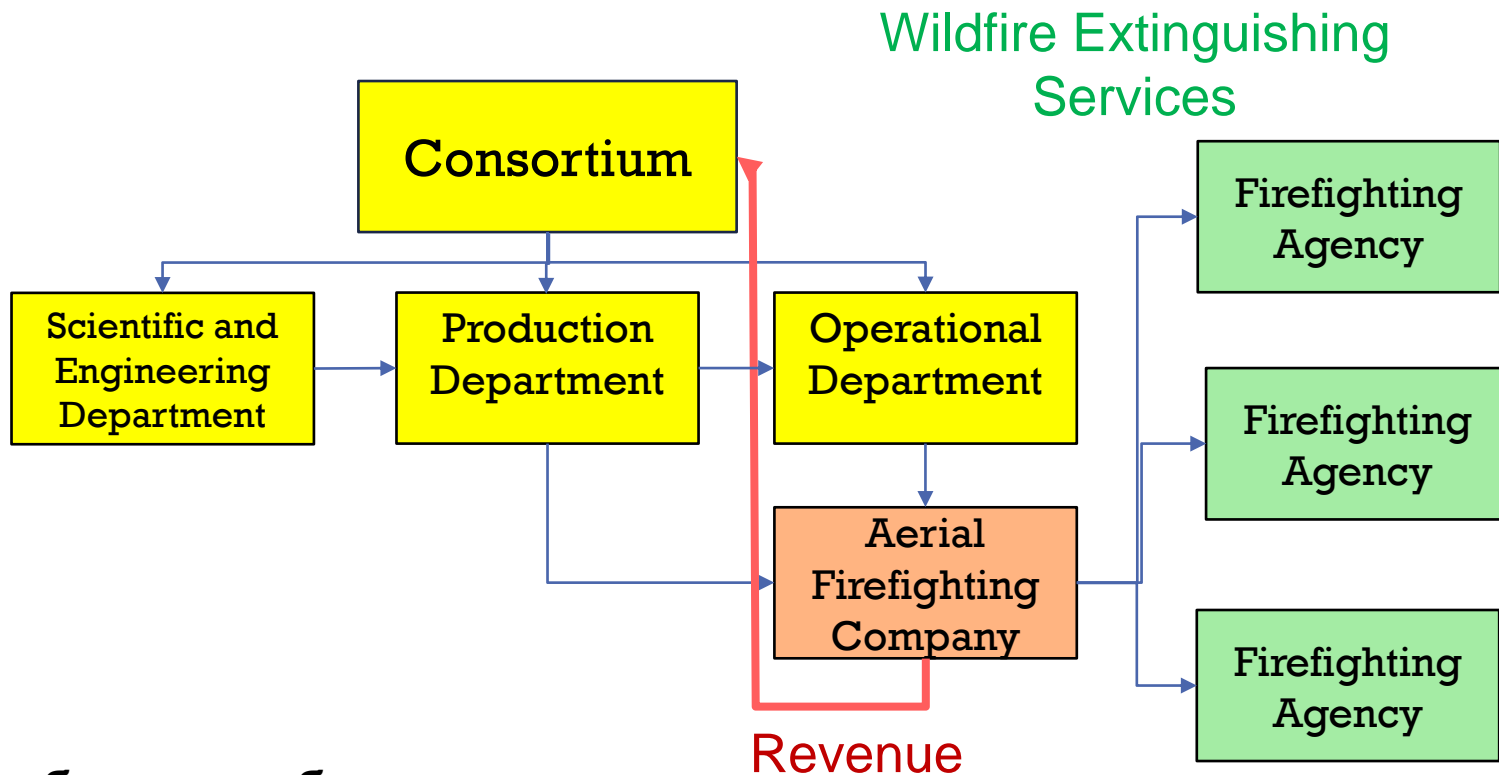 Wildfire Extinguishing
Services
Consortium
Firefighting
Agency
Scientific and
Engineering
Department
Production
Department
Operational
Department
Firefighting
Agency
Aerial
Firefighting
Company
Firefighting
Agency
Revenue